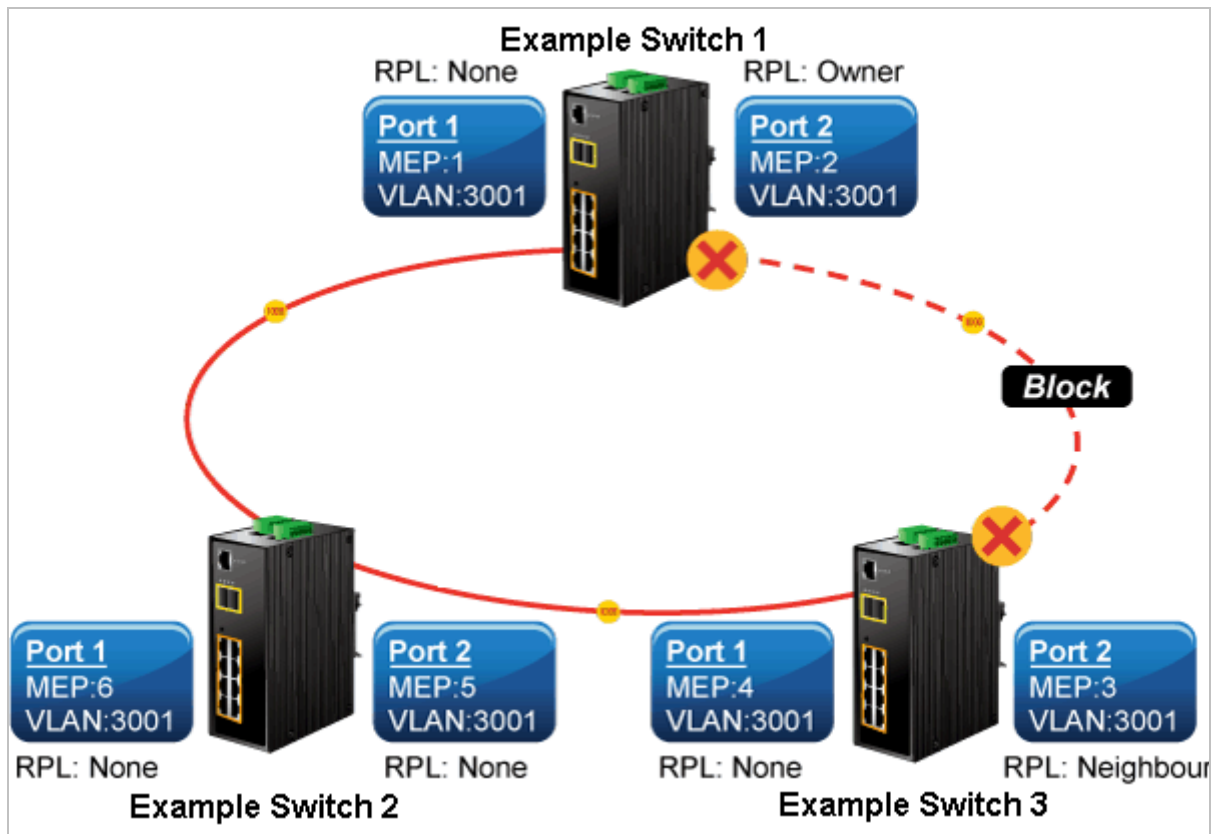 Example Switch 1
RPL: None
RPL: Owner
Port 1
MEP:1
VLAN:3001
Port 2
MEP:2
VLAN:3001
Block
Port 1
MEP:6
VLAN:3001
RPL: None
Port 2
MEP:5
VLAN:3001
RPL: None
Example Switch 2
Port 1
MEP:4
VLAN:3001
RPL: None
Port 2
MEP:3
VLAN:3001
RPL: Neighbour
Example Switch 3